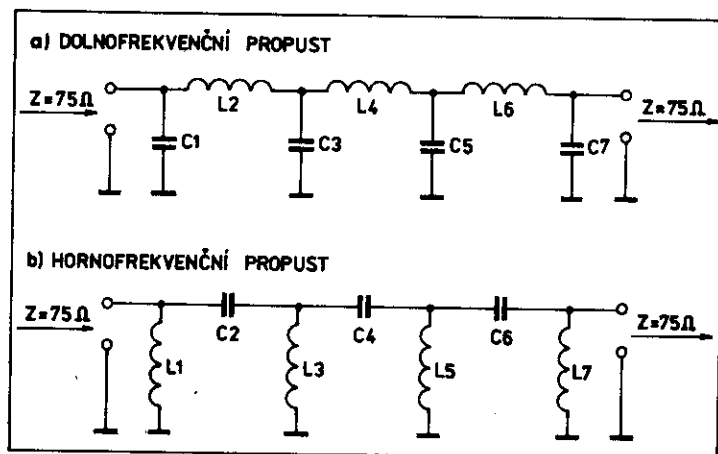 a) DOLNOFREKVENČNÍ PROPUST
Z=75Ω L2 L4 L6 Z=75Ω
C1 C3 C5 C7
b) HORNOFREKVENČNÍ PROPUST
Z=75Ω C2 C4 C6 Z=75Ω
L1 L3 L5 L7